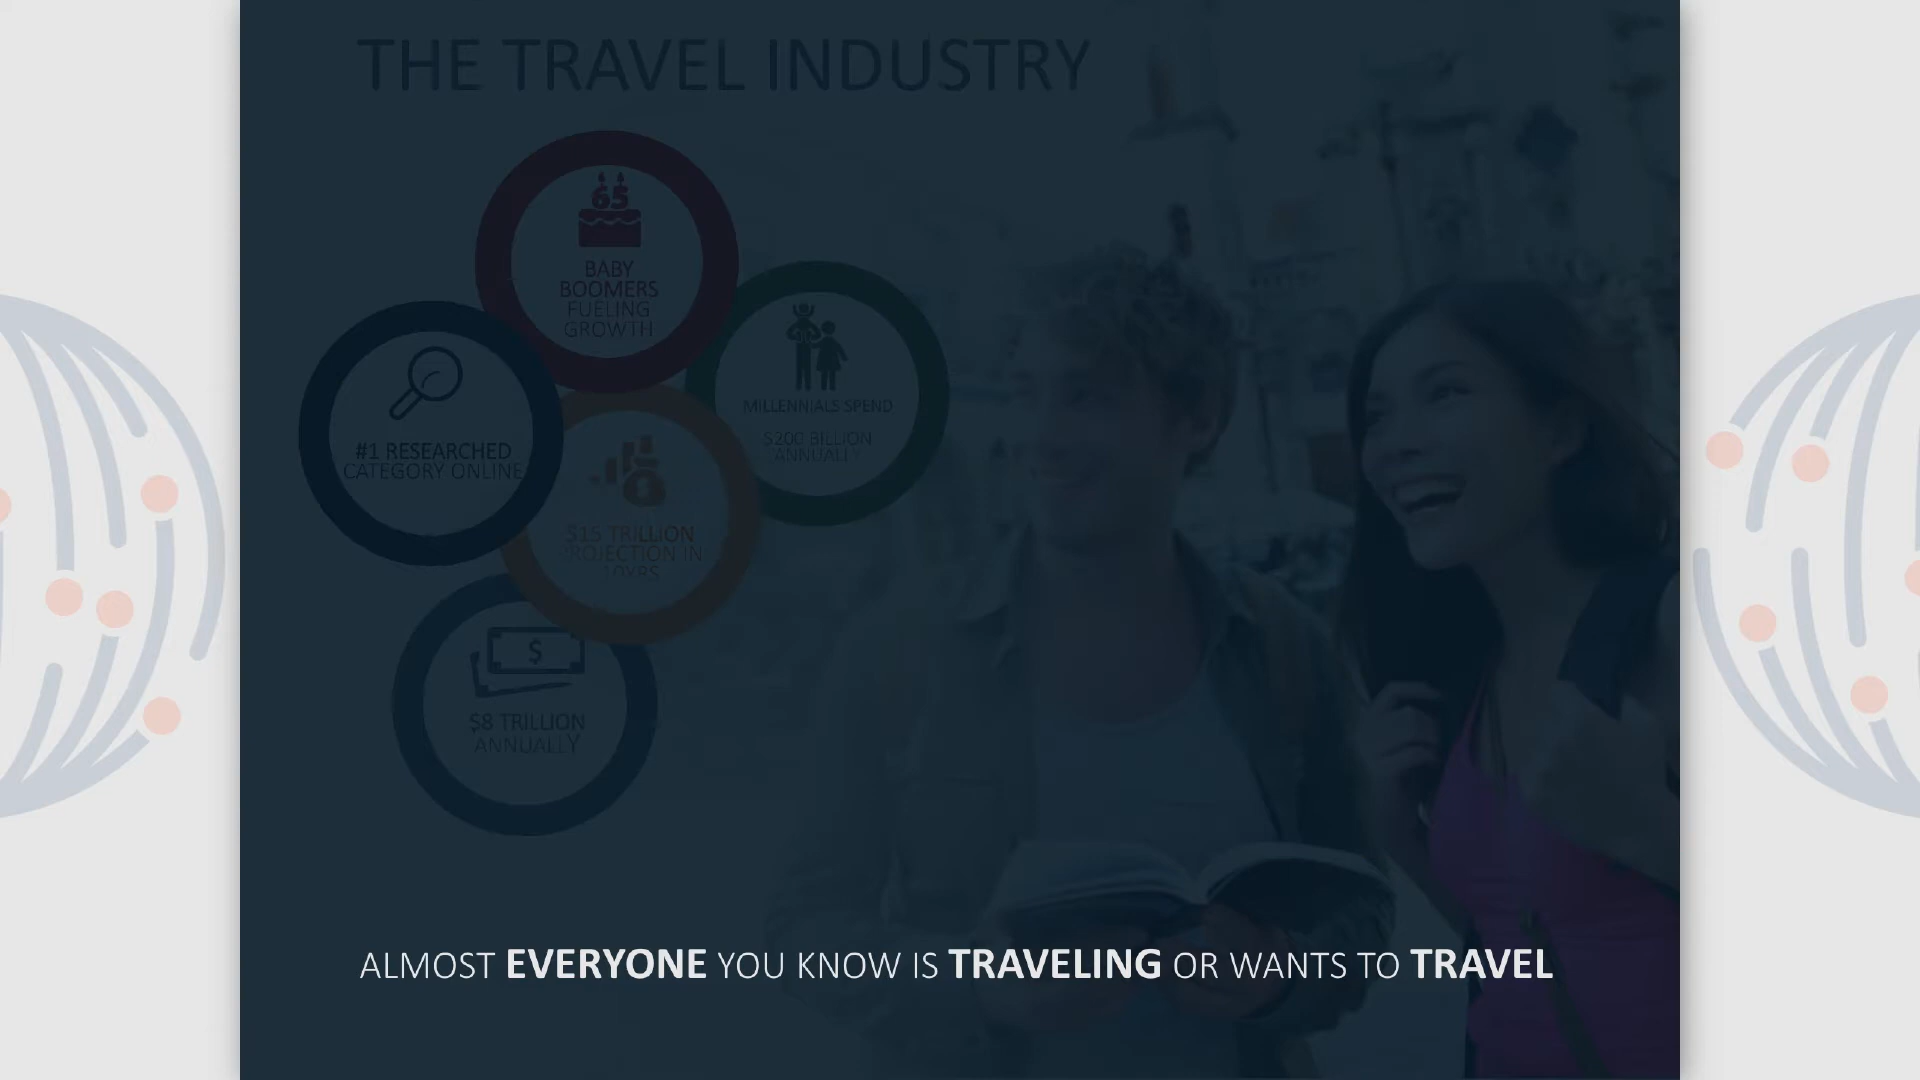 THE TRAVEL INDUSTRY
65
BABY
BOOMERS
FUELING
GROWTH
MILLENNIALS SPEND
$200 BILLION
ANNUALLY
#1 RESEARCHED
CATEGORY ONLINE
$15 TRILLION
PROJECTION IN
10YRS
$
$8 TRILLION
ANNUALLY
ALMOST EVERYONE YOU KNOW IS TRAVELING OR WANTS TO TRAVEL